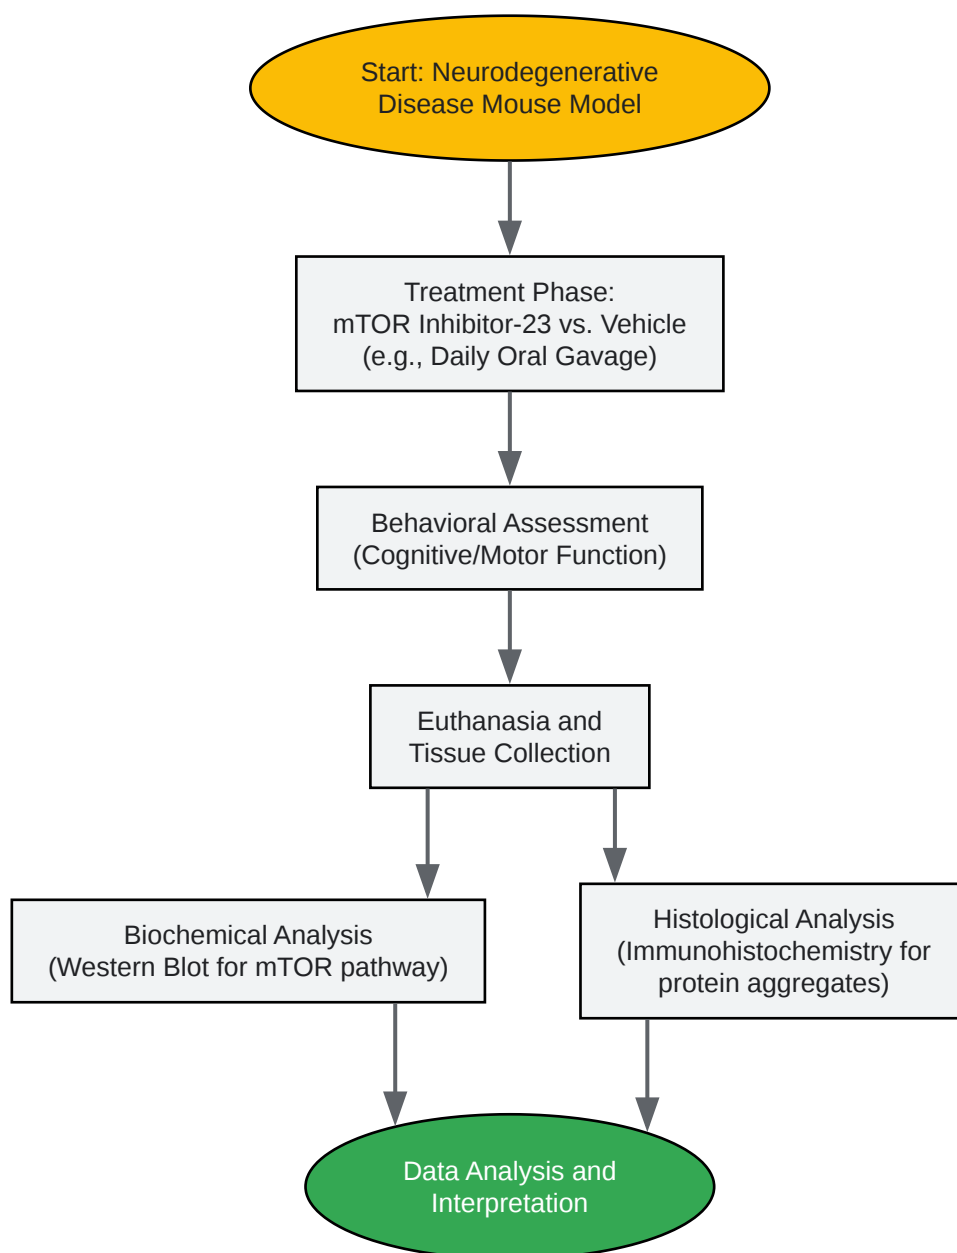 Start: Neurodegenerative
Disease Mouse Model
Treatment Phase:
mTOR Inhibitor-23 vs. Vehicle
(e.g., Daily Oral Gavage)
Behavioral Assessment
(Cognitive/Motor Function)
Euthanasia and
Tissue Collection
Biochemical Analysis
(Western Blot for mTOR pathway)
Histological Analysis
(Immunohistochemistry for
protein aggregates)
Data Analysis and
Interpretation